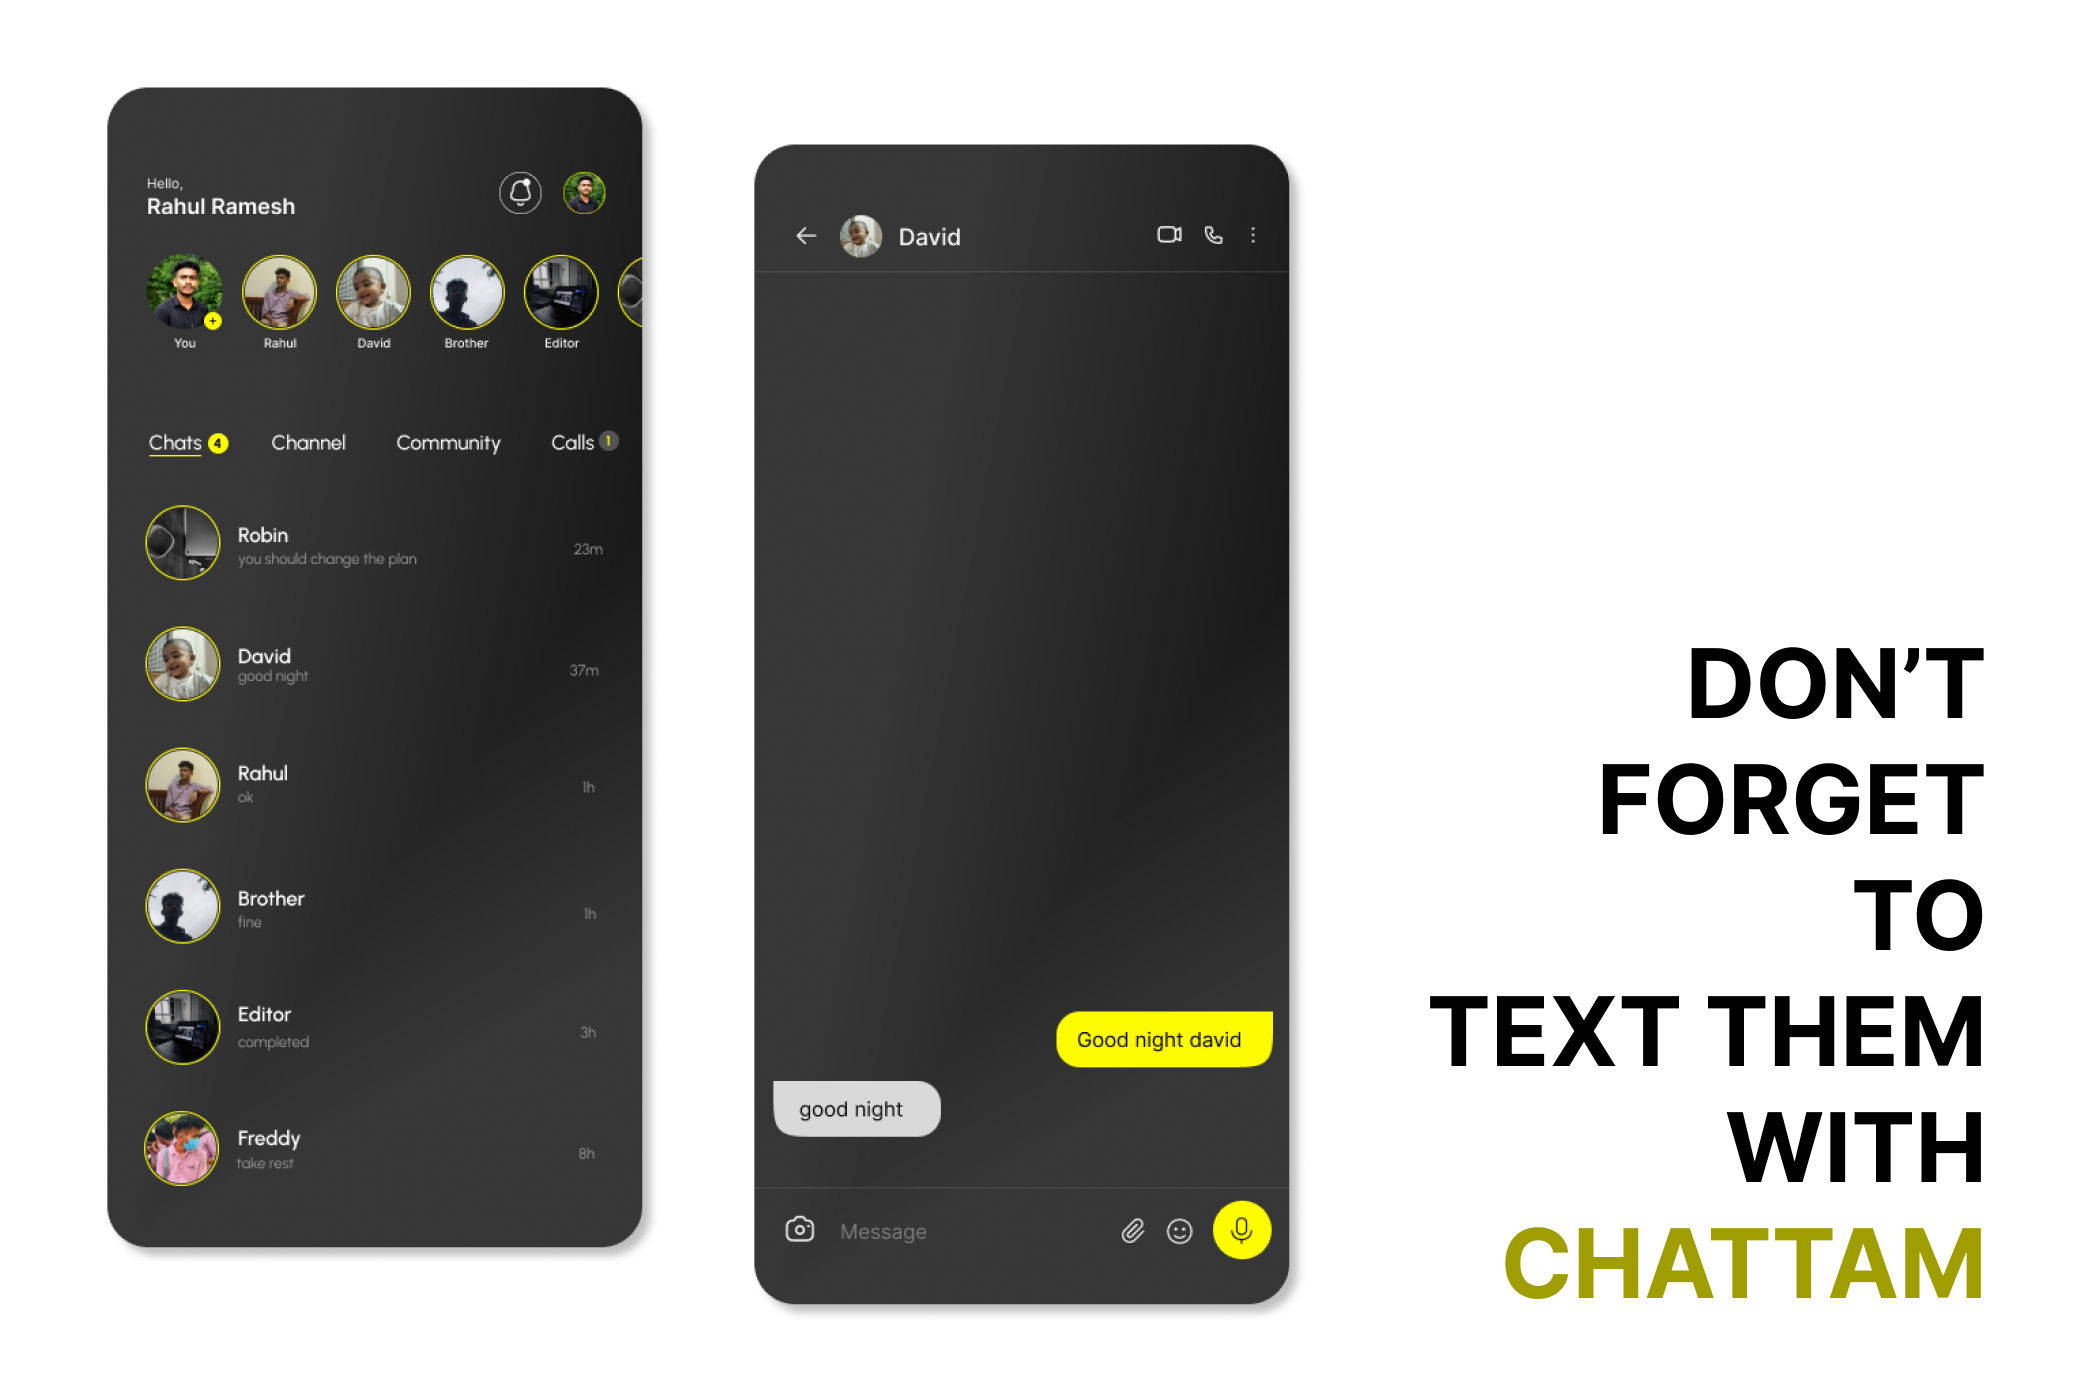 Hello,
Rahul Ramesh
+
You
Rahul
David
Brother
Editor
Chats 4
Channel
Community
Calls 1
Robin
you should change the plan
23m
David
good night
37m
Rahul
ok
1h
Brother
fine
1h
Editor
completed
3h
Freddy
take rest
8h
David
Good night david
good night
Message
DON’T
FORGET
TO
TEXT THEM
WITH
CHATTAM